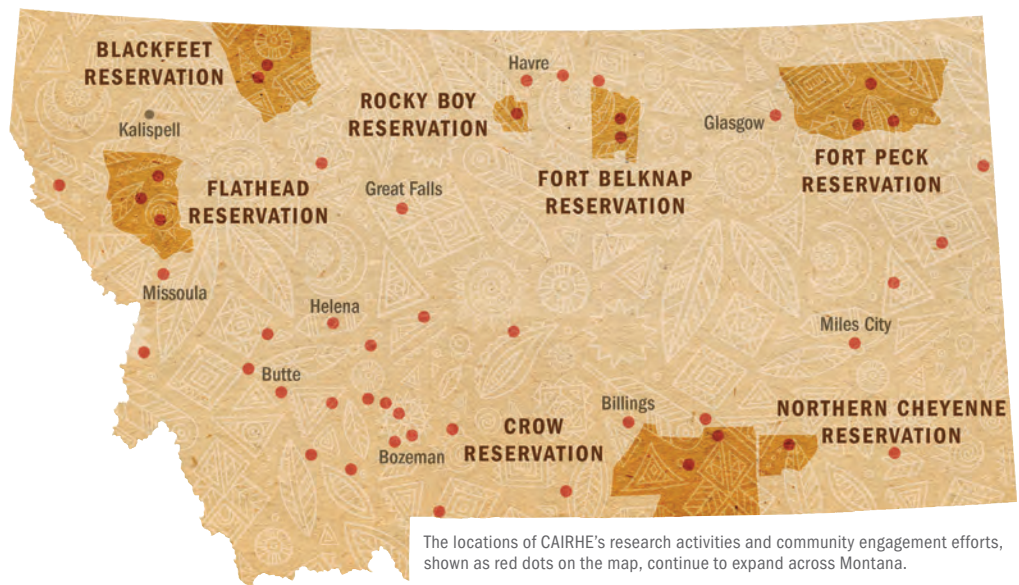 BLACKFEET
RESERVATION
Kalispell
Havre
ROCKY BOY
RESERVATION
Glasgow
FORT PECK
RESERVATION
FORT BELKNAP
RESERVATION
FLATHEAD
RESERVATION
Great Falls
Missoula
Helena
Miles City
Butte
Billings
NORTHERN CHEYENNE
RESERVATION
CROW
RESERVATION
Bozeman
The locations of CAIRHE’s research activities and community engagement efforts,
shown as red dots on the map, continue to expand across Montana.